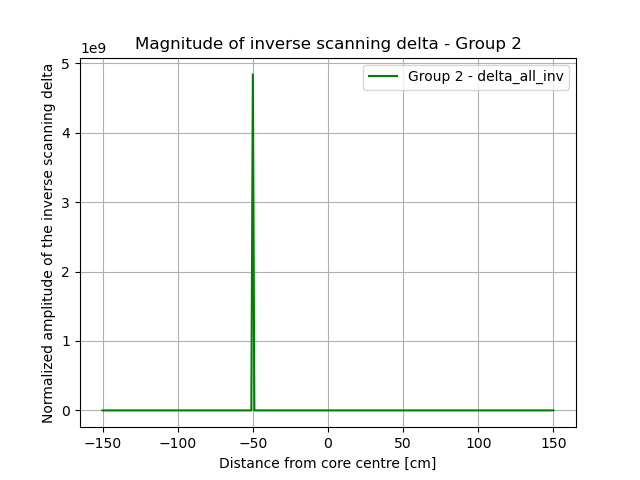 Magnitude of inverse scanning delta - Group 2
1e9
Group 2 - delta_all_inv
Normalized amplitude of the inverse scanning delta
5
4
3
2
1
0
−150
−100
−50
0
50
100
150
Distance from core centre [cm]